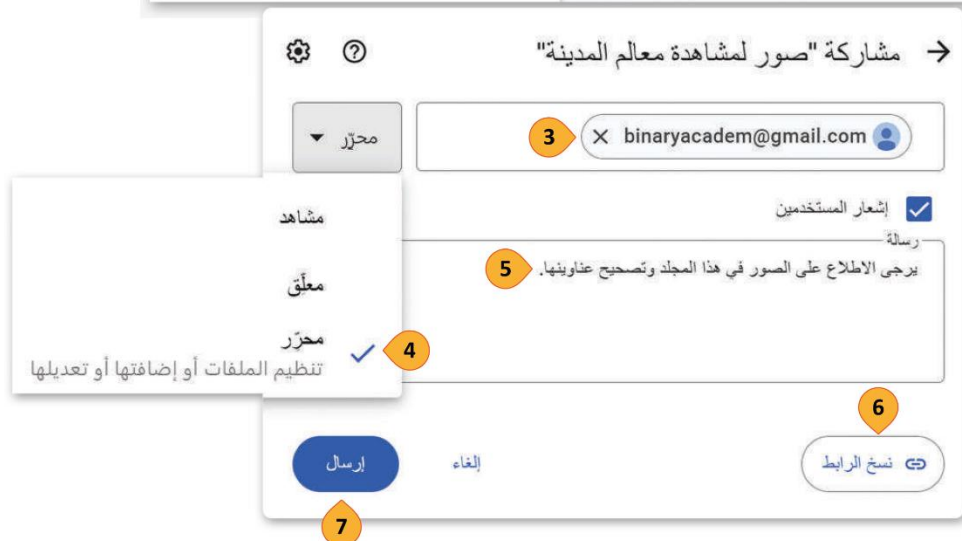 مشاركة "صور لمشاهدة معالم المدينة"
binaryacadem@gmail.com
3
محرّر
إشعار المستخدمين
رسالة
يرجى الاطلاع على الصور في هذا المجلد وتصحيح عناوينها.
5
مشاهد
معلّق
محرّر
تنظيم الملفات أو إضافتها أو تعديلها
4
6
نسخ الرابط
إلغاء
إرسال
7